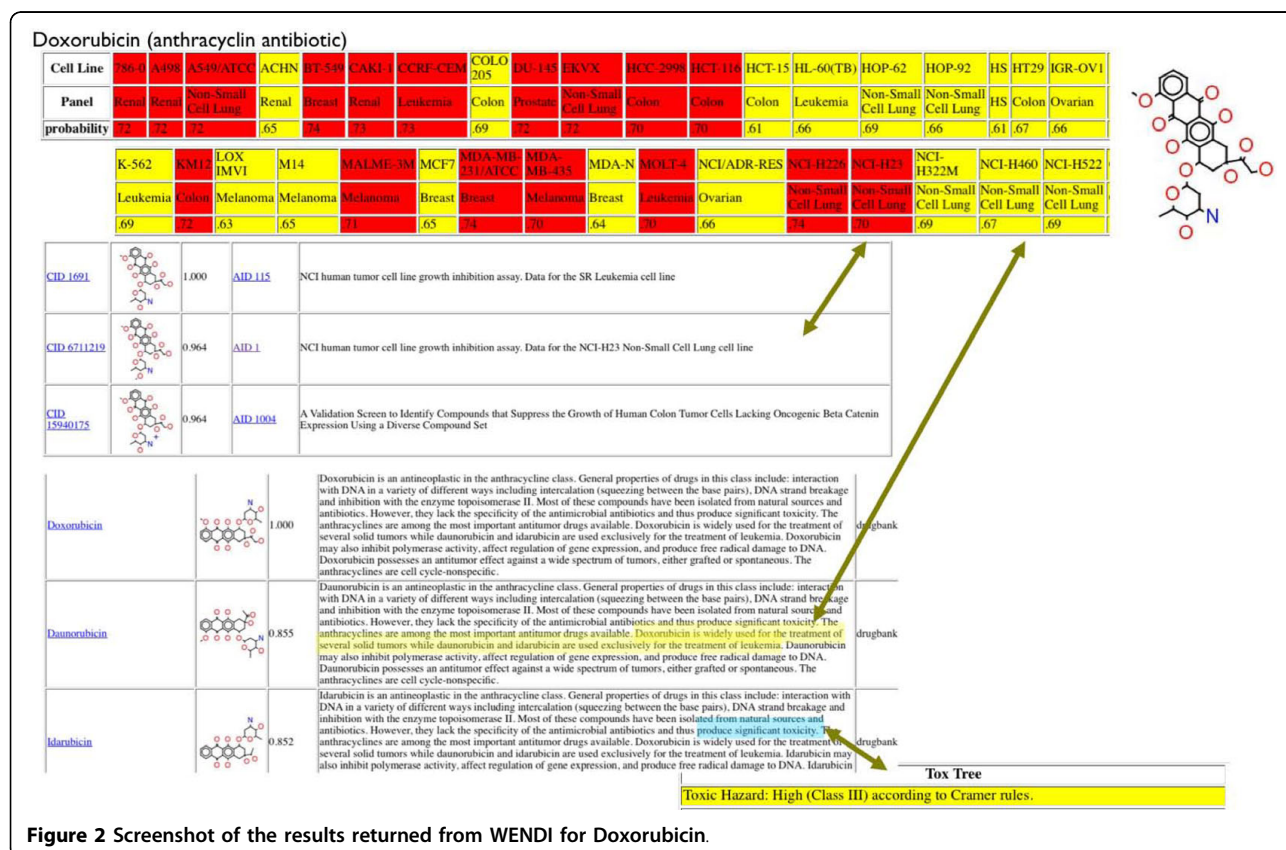 Doxorubicin (anthracyclin antibiotic)
Cell Line 786-0 A498 A549/ATCC ACHN BT-549 CAKI-1 CCRF-CEM COLO 205 DU-145 EKVX HCC-2998 HCT-116 HCT-15 HL-60(TB) HOP-62 HOP-92 HS HT29 IGR-OV1
Panel Renal Renal Non-Small Cell Lung Renal Breast Renal Leukemia Colon Prostate Non-Small Cell Lung Colon Colon Colon Leukemia Non-Small Cell Lung Non-Small Cell Lung HS Colon Ovarian
probability .72 .72 .72 .65 .74 .73 .73 .69 .72 .72 .70 .70 .61 .66 .69 .66 .61 .67 .66
K-562 KM12 LOX IMVI M14 MALME-3M MCF7 MDA-MB-231/ATCC MDA-MB-435 MDA-N MOLT-4 NCI/ADR-RES NCI-H226 NCI-H23 NCI-H322M NCI-H460 NCI-H522
Leukemia Colon Melanoma Melanoma Melanoma Breast Breast Melanoma Breast Leukemia Ovarian Non-Small Cell Lung Non-Small Cell Lung Non-Small Cell Lung Non-Small Cell Lung Non-Small Cell Lung
.69 .72 .63 .65 .71 .65 .74 .70 .64 .70 .66 .74 .70 .69 .67 .69
CID 1691 1.000 AID 115 NCI human tumor cell line growth inhibition assay. Data for the SR Leukemia cell line
CID 6711219 0.964 AID 1 NCI human tumor cell line growth inhibition assay. Data for the NCI-H23 Non-Small Cell Lung cell line
CID 15940175 0.964 AID 1004 A Validation Screen to Identify Compounds that Suppress the Growth of Human Colon Tumor Cells Lacking Oncogenic Beta Catenin
Expression Using a Diverse Compound Set
Doxorubicin 1.000 drugbank
Doxorubicin is an antineoplastic in the anthracycline class. General properties of drugs in this class include: interaction
with DNA in a variety of different ways including intercalation (squeezing between the base pairs), DNA strand breakage
and inhibition with the enzyme topoisomerase II. Most of these compounds have been isolated from natural sources and
antibiotics. However, they lack the specificity of the antimicrobial antibiotics and thus produce significant toxicity. The
anthracyclines are among the most important antitumor drugs available. Doxorubicin is widely used for the treatment of
several solid tumors while daunorubicin and idarubicin are used exclusively for the treatment of leukemia. Doxorubicin
may also inhibit polymerase activity, affect regulation of gene expression, and produce free radical damage to DNA.
Doxorubicin possesses an antitumor effect against a wide spectrum of tumors, either grafted or spontaneous. The
anthracyclines are cell cycle-nonspecific.
Daunorubicin 0.855 drugbank
Daunorubicin is an antineoplastic in the anthracycline class. General properties of drugs in this class include: interaction
with DNA in a variety of different ways including intercalation (squeezing between the base pairs), DNA strand breakage
and inhibition with the enzyme topoisomerase II. Most of these compounds have been isolated from natural sources and
antibiotics. However, they lack the specificity of the antimicrobial antibiotics and thus produce significant toxicity. The
anthracyclines are among the most important antitumor drugs available. Doxorubicin is widely used for the treatment of
several solid tumors while daunorubicin and idarubicin are used exclusively for the treatment of leukemia. Daunorubicin
may also inhibit polymerase activity, affect regulation of gene expression, and produce free radical damage to DNA.
Daunorubicin possesses an antitumor effect against a wide spectrum of tumors, either grafted or spontaneous. The
anthracyclines are cell cycle-nonspecific.
Idarubicin 0.852 drugbank
Idarubicin is an antineoplastic in the anthracycline class. General properties of drugs in this class include: interaction with
DNA in a variety of different ways including intercalation (squeezing between the base pairs), DNA strand breakage and
inhibition with the enzyme topoisomerase II. Most of these compounds have been isolated from natural sources and
antibiotics. However, they lack the specificity of the antimicrobial antibiotics and thus produce significant toxicity. The
anthracyclines are among the most important antitumor drugs available. Doxorubicin is widely used for the treatment of
several solid tumors while daunorubicin and idarubicin are used exclusively for the treatment of leukemia. Idarubicin may
also inhibit polymerase activity, affect regulation of gene expression, and produce free radical damage to DNA. Idarubicin
Tox Tree
Toxic Hazard: High (Class III) according to Cramer rules.
Figure 2 Screenshot of the results returned from WENDI for Doxorubicin.